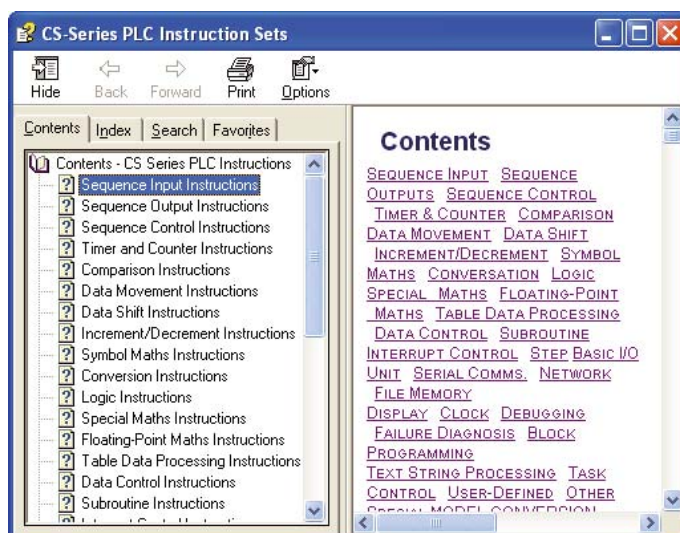 CS-Series PLC Instruction Sets
Hide Back Forward Print Options
Contents Index Search Favorites
Contents - CS Series PLC Instructions
Sequence Input Instructions
Sequence Output Instructions
Sequence Control Instructions
Timer and Counter Instructions
Comparison Instructions
Data Movement Instructions
Data Shift Instructions
Increment/Decrement Instructions
Symbol Maths Instructions
Conversion Instructions
Logic Instructions
Special Maths Instructions
Floating-Point Maths Instructions
Table Data Processing Instructions
Data Control Instructions
Subroutine Instructions
Contents
SEQUENCE INPUT SEQUENCE
OUTPUTS SEQUENCE CONTROL
TIMER & COUNTER COMPARISON
DATA MOVEMENT DATA SHIFT
INCREMENT/DECREMENT SYMBOL
MATHS CONVERSATION LOGIC
SPECIAL MATHS FLOATING-POINT
MATHS TABLE DATA PROCESSING
DATA CONTROL SUBROUTINE
INTERRUPT CONTROL STEP BASIC I/O
UNIT SERIAL COMMS. NETWORK
FILE MEMORY
DISPLAY CLOCK DEBUGGING
FAILURE DIAGNOSIS BLOCK
PROGRAMMING
TEXT STRING PROCESSING TASK
CONTROL USER-DEFINED OTHER
SPECIAL MODEL CONVERSION